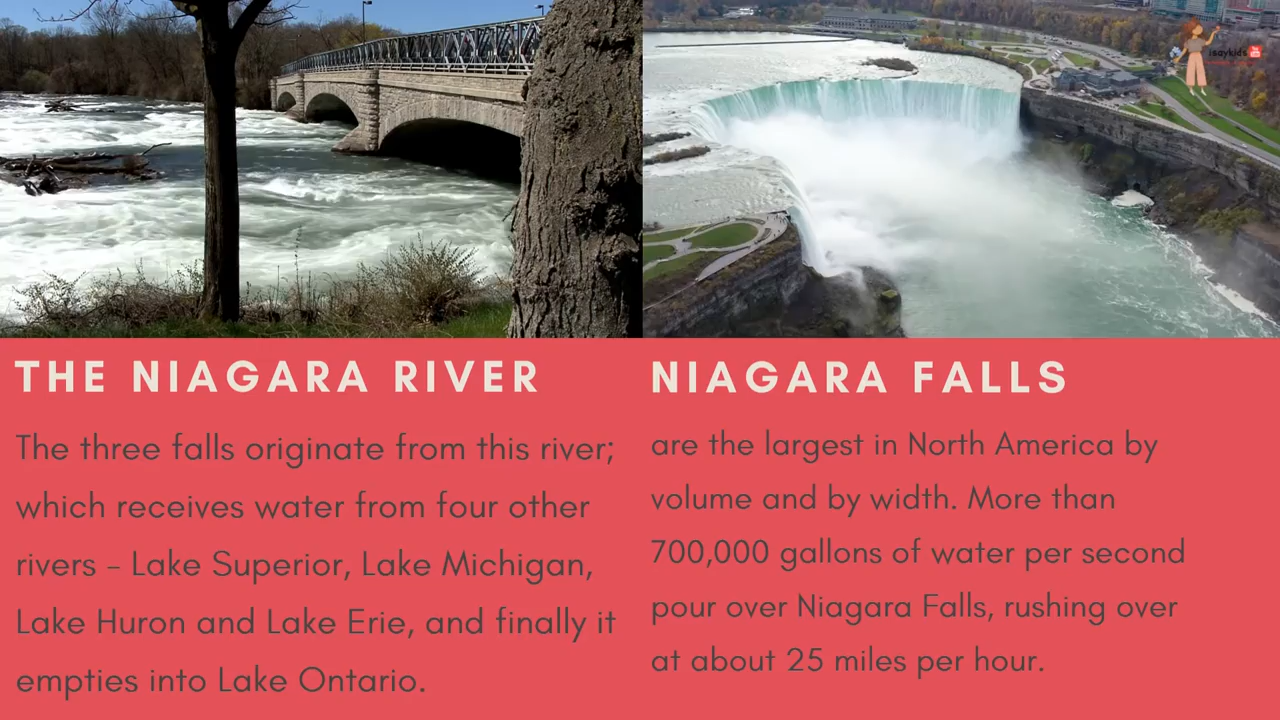 isaykids
THE NIAGARA RIVER
The three falls originate from this river;
which receives water from four other
rivers – Lake Superior, Lake Michigan,
Lake Huron and Lake Erie, and finally it
empties into Lake Ontario.
NIAGARA FALLS
are the largest in North America by
volume and by width. More than
700,000 gallons of water per second
pour over Niagara Falls, rushing over
at about 25 miles per hour.